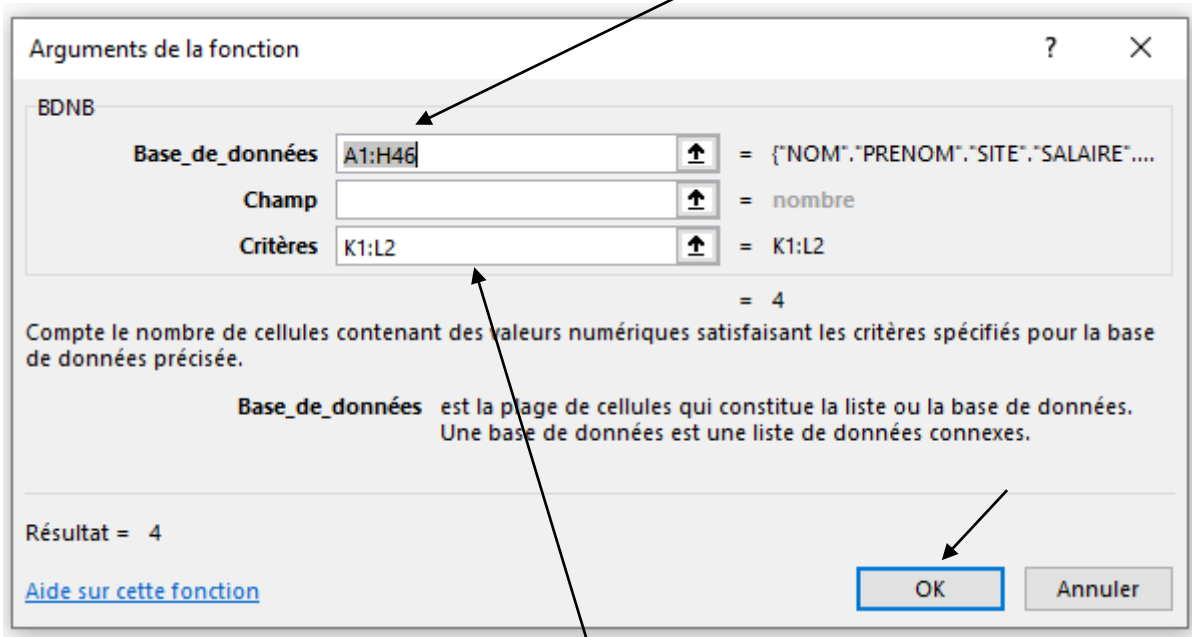 Arguments de la fonction ? ×
BDNB
Base_de_données A1:H46 = {"NOM"."PRENOM"."SITE"."SALAIRE"....
Champ = nombre
Critères K1:L2 = K1:L2
= 4
Compte le nombre de cellules contenant des valeurs numériques satisfaisant les critères spécifiés pour la base
de données précisée.
Base_de_données est la plage de cellules qui constitue la liste ou la base de données.
Une base de données est une liste de données connexes.
Résultat = 4
Aide sur cette fonction OK Annuler